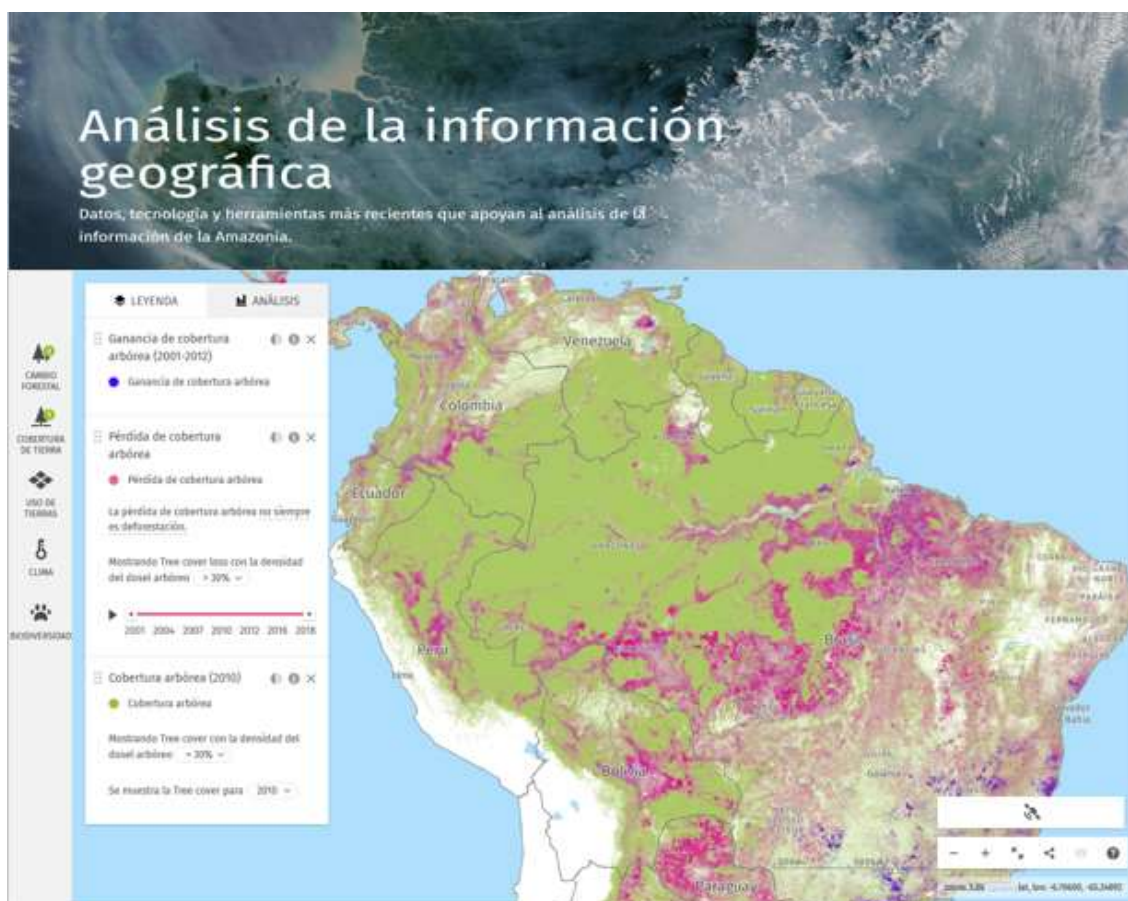 Análisis de la información
geográfica
Datos, tecnología y herramientas más recientes que apoyan al análisis de la
información de la Amazonia.
LEYENDA
ANÁLISIS
CAMBIO
FORESTAL
COBERTURA
DE TIERRA
USO DE
TIERRAS
CLIMA
BIODIVERSIDAD
Ganancia de cobertura
arbórea (2001-2012)
Ganancia de cobertura arbórea
Pérdida de cobertura
arbórea
Pérdida de cobertura arbórea
La pérdida de cobertura arbórea no siempre
es deforestación.
Mostrando Tree cover loss con la densidad
del dosel arbóreo > 30%
2001 2004 2007 2010 2012 2016 2018
Cobertura arbórea (2010)
Cobertura arbórea
Mostrando Tree cover con la densidad del
dosel arbóreo > 30%
Se muestra la Tree cover para 2010
Venezuela
Colombia
Ecuador
AMAZONAS
Perú
Lima
Brasil
Bolivia
Paraguay